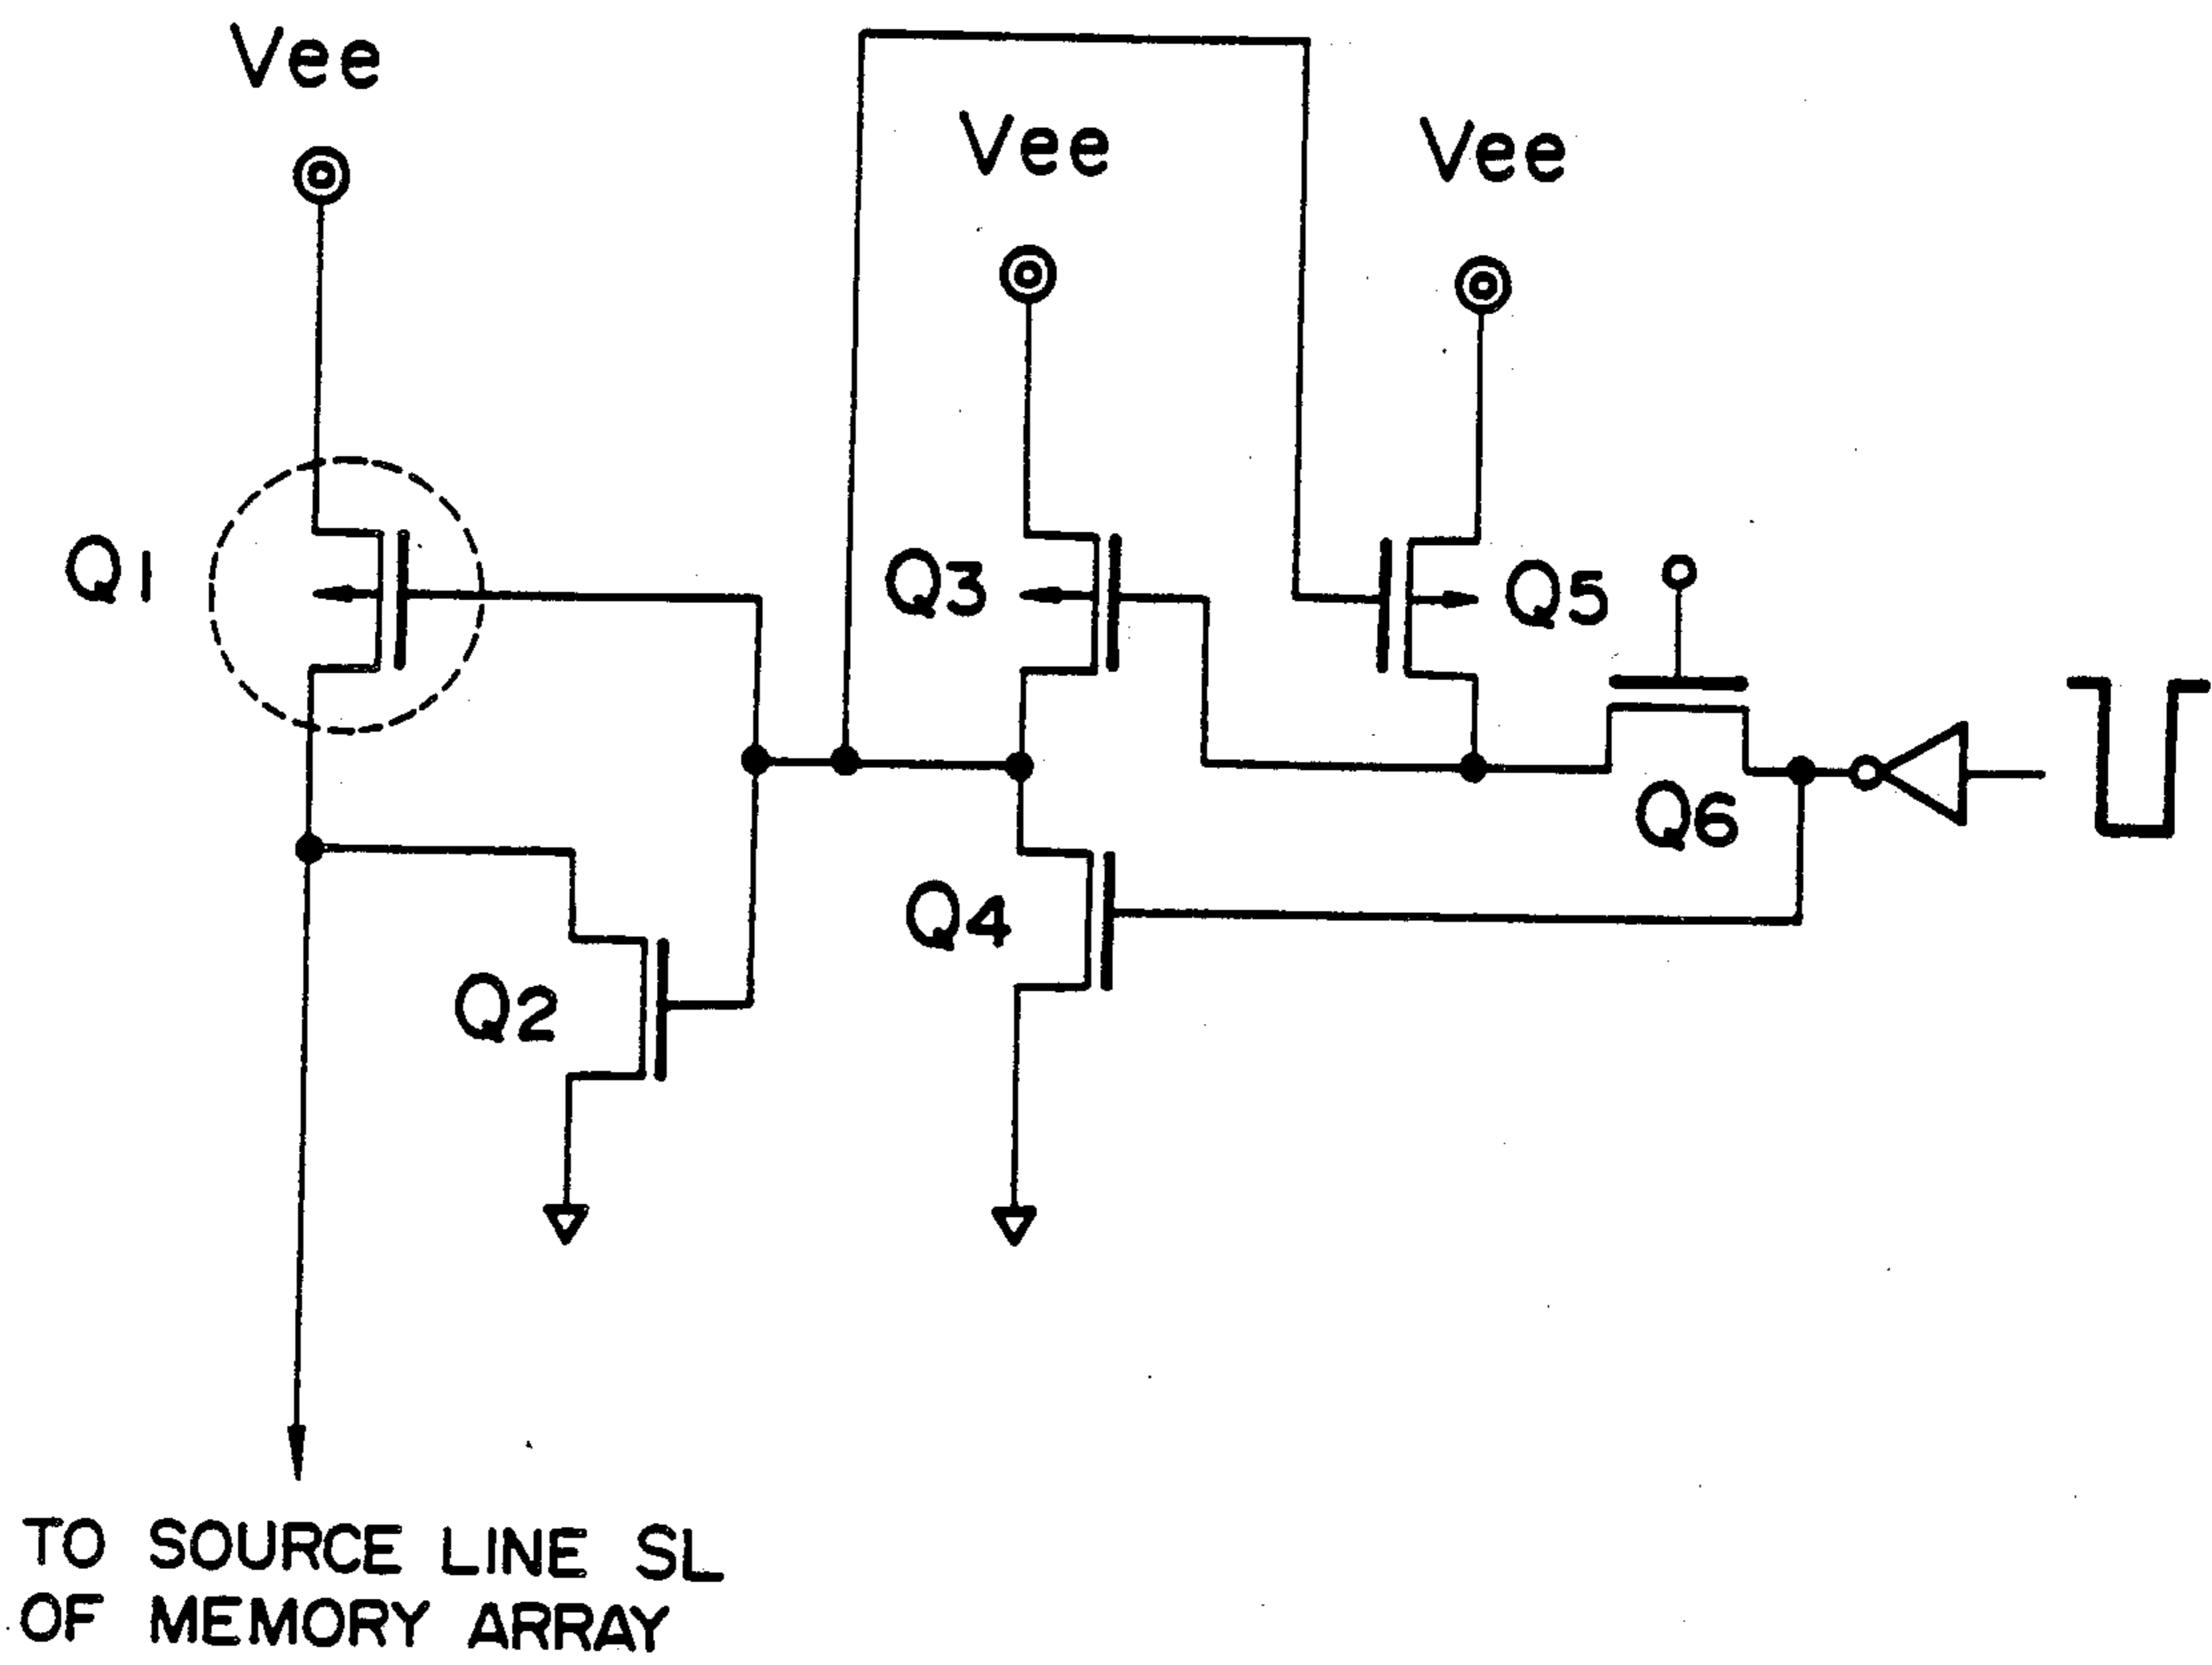 Vee
Vee
Vee
Q1
Q3
Q5
Q6
Q4
Q2
TO SOURCE LINE SL
OF MEMORY ARRAY